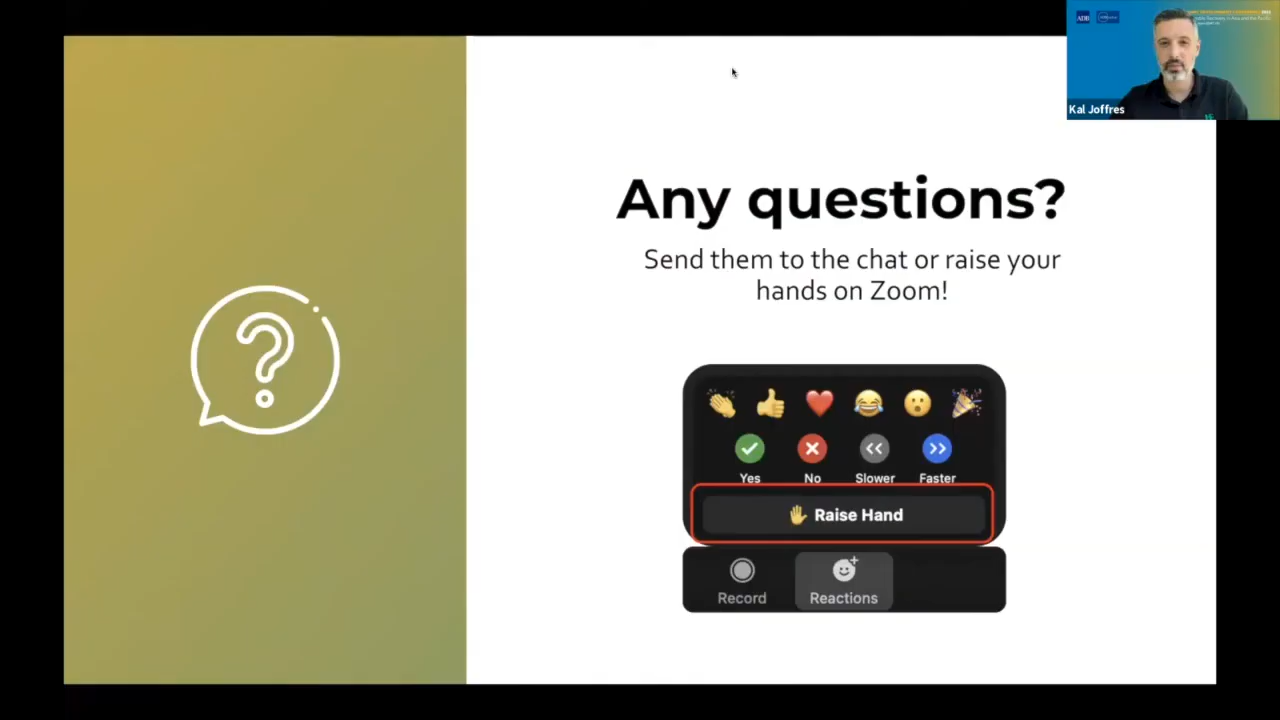 ADB
Kal Joffres
Any questions?
Send them to the chat or raise your
hands on Zoom!
Yes
No
Slower
Faster
Raise Hand
Record
Reactions